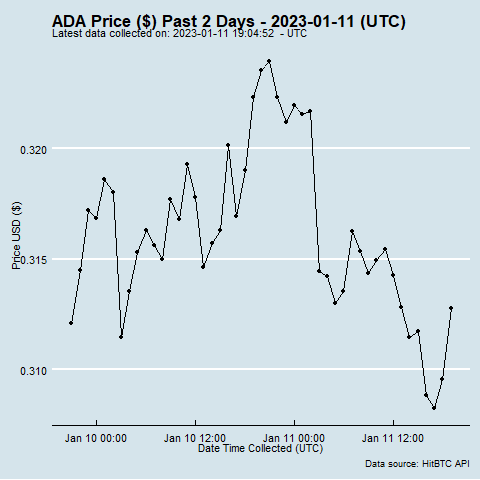 ADA Price ($) Past 2 Days - 2023-01-11 (UTC)
Latest data collected on: 2023-01-11 19:04:52 - UTC
0.320
0.315
0.310
Price USD ($)
Jan 10 00:00 Jan 10 12:00 Jan 11 00:00 Jan 11 12:00
Date Time Collected (UTC)
Data source: HitBTC API